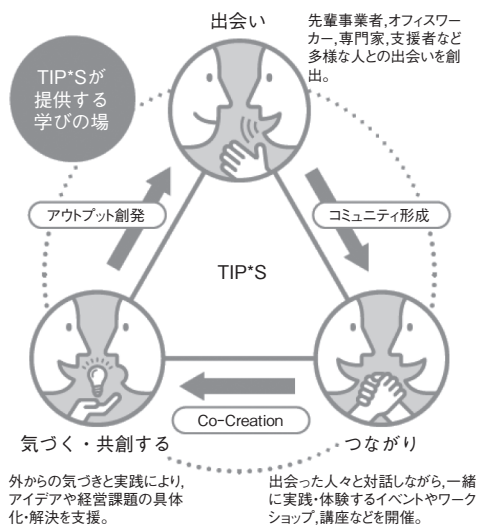 出会い
先輩事業者,オフィスワー
カー,専門家,支援者など
多様な人との出会いを創
出。
TIP*Sが
提供する
学びの場
アウトプット創発
コミュニティ形成
TIP*S
Co-Creation
気づく・共創する
外からの気づきと実践により,
アイデアや経営課題の具体
化・解決を支援。
つながり
出会った人々と対話しながら,一緒
に実践・体験するイベントやワーク
ショップ,講座などを開催。